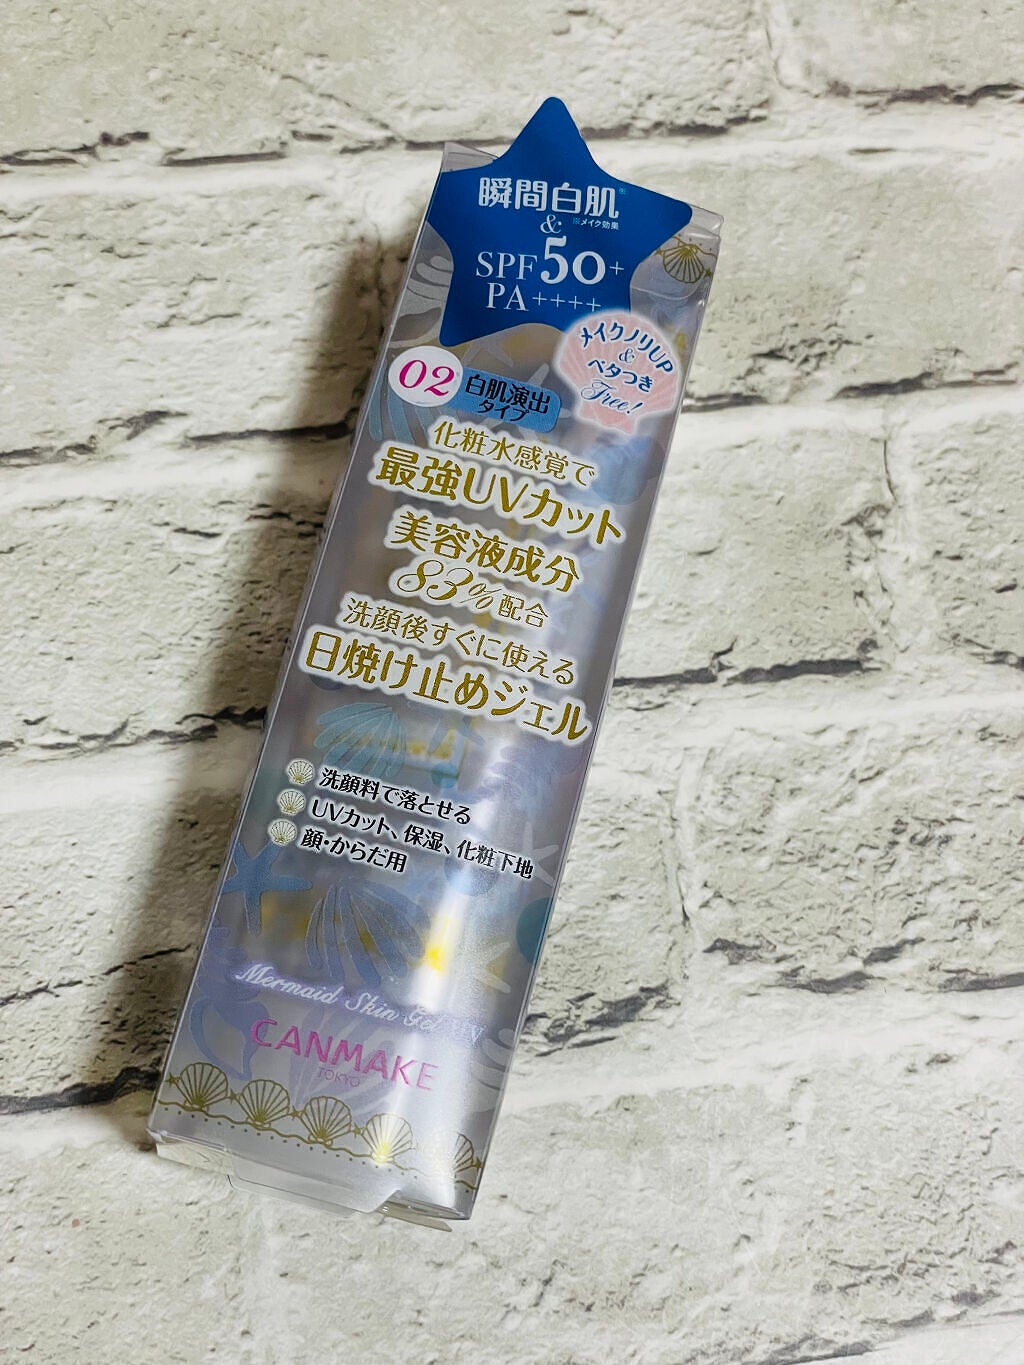 瞬間白肌※
※メイク効果
&
SPF50+
PA++++
メイクノリUP
&
ベタつき
Free!
02
白肌演出
タイプ
化粧水感覚で
最強UVカット
美容液成分
83%配合
洗顔後すぐに使える
日焼け止めジェル
洗顔料で落とせる
UVカット、保湿、化粧下地
顔・からだ用
Mermaid Skin Gel UV
CANMAKE
TOKYO